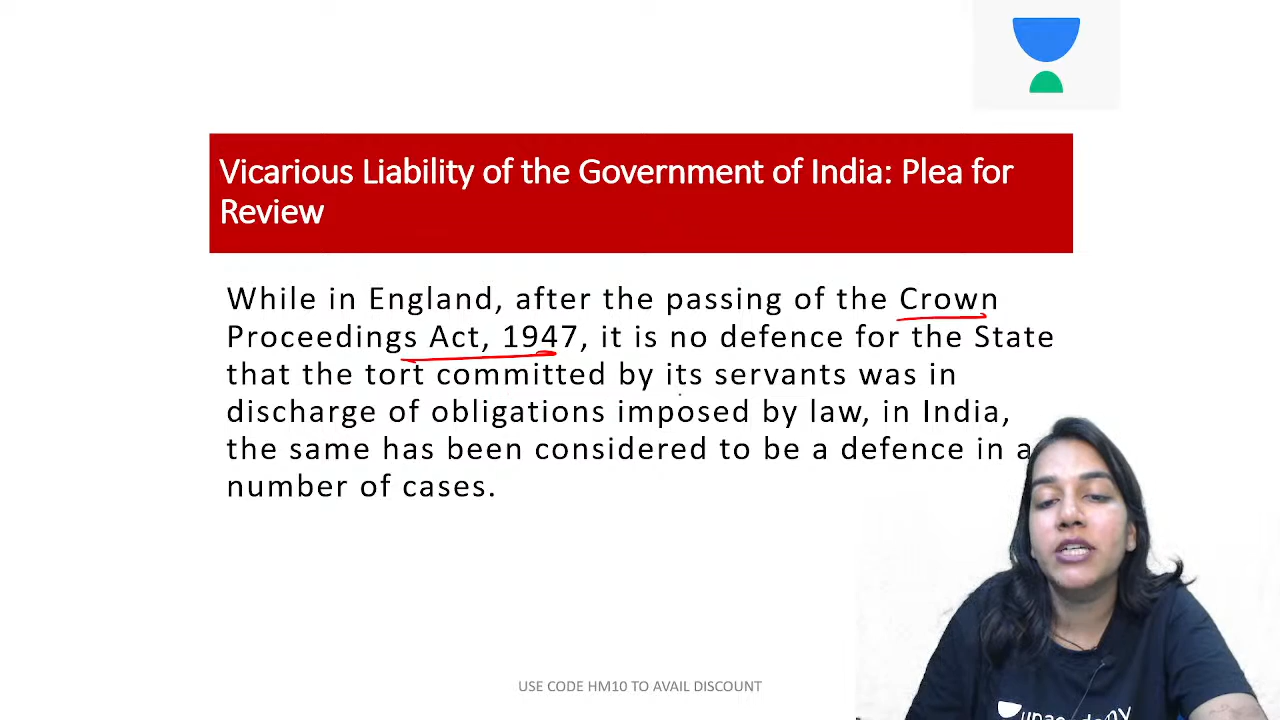 Vicarious Liability of the Government of India: Plea for
Review
While in England, after the passing of the Crown
Proceedings Act, 1947, it is no defence for the State
that the tort committed by its servants was in
discharge of obligations imposed by law, in India,
the same has been considered to be a defence in a
number of cases.
USE CODE HM10 TO AVAIL DISCOUNT